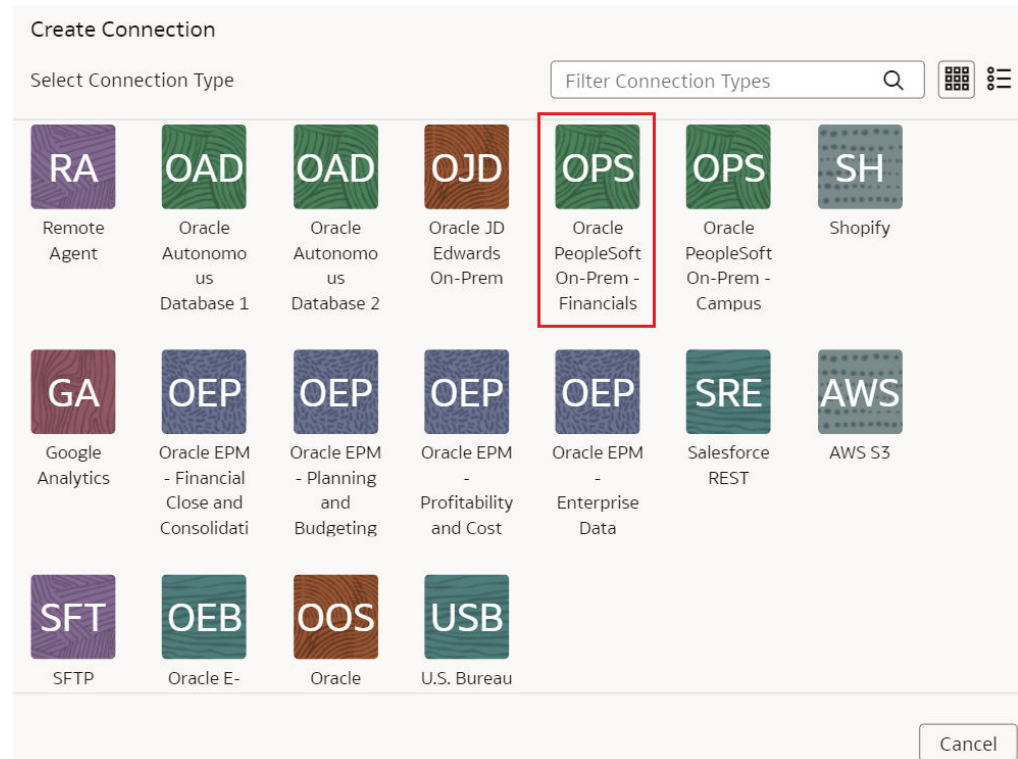 Create Connection
Select Connection Type
Filter Connection Types
RA
OAD
OAD
OJD
OPS
OPS
SH
Remote
Agent
Oracle
Autonomo
us
Database 1
Oracle
Autonomo
us
Database 2
Oracle JD
Edwards
On-Prem
Oracle
PeopleSoft
On-Prem -
Financials
Oracle
PeopleSoft
On-Prem -
Campus
Shopify
GA
OEP
OEP
OEP
OEP
SRE
AWS
Google
Analytics
Oracle EPM
- Financial
Close and
Consolidati
Oracle EPM
- Planning
and
Budgeting
Oracle EPM
-
Profitability
and Cost
Oracle EPM
-
Enterprise
Data
Salesforce
REST
AWS S3
SFT
OEB
OOS
USB
SFTP
Oracle E-
Oracle
U.S. Bureau
Cancel